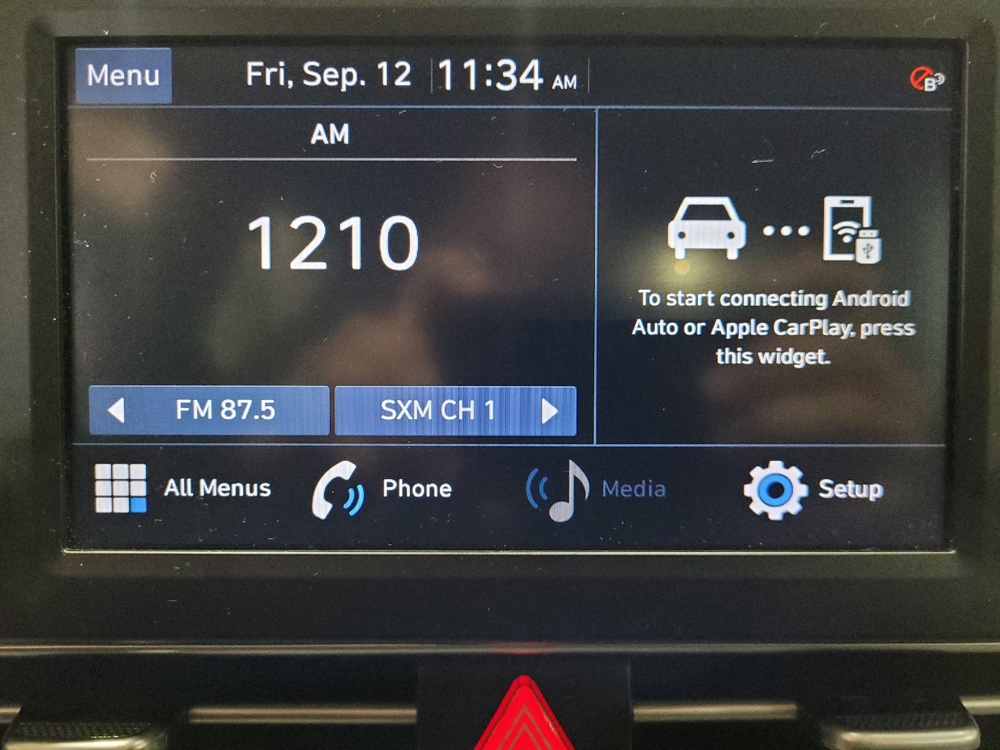 Menu
Fri, Sep. 12
11:34 AM
B
AM
1210
To start connecting Android
Auto or Apple CarPlay, press
this widget.
FM 87.5
SXM CH 1
All Menus
Phone
Media
Setup